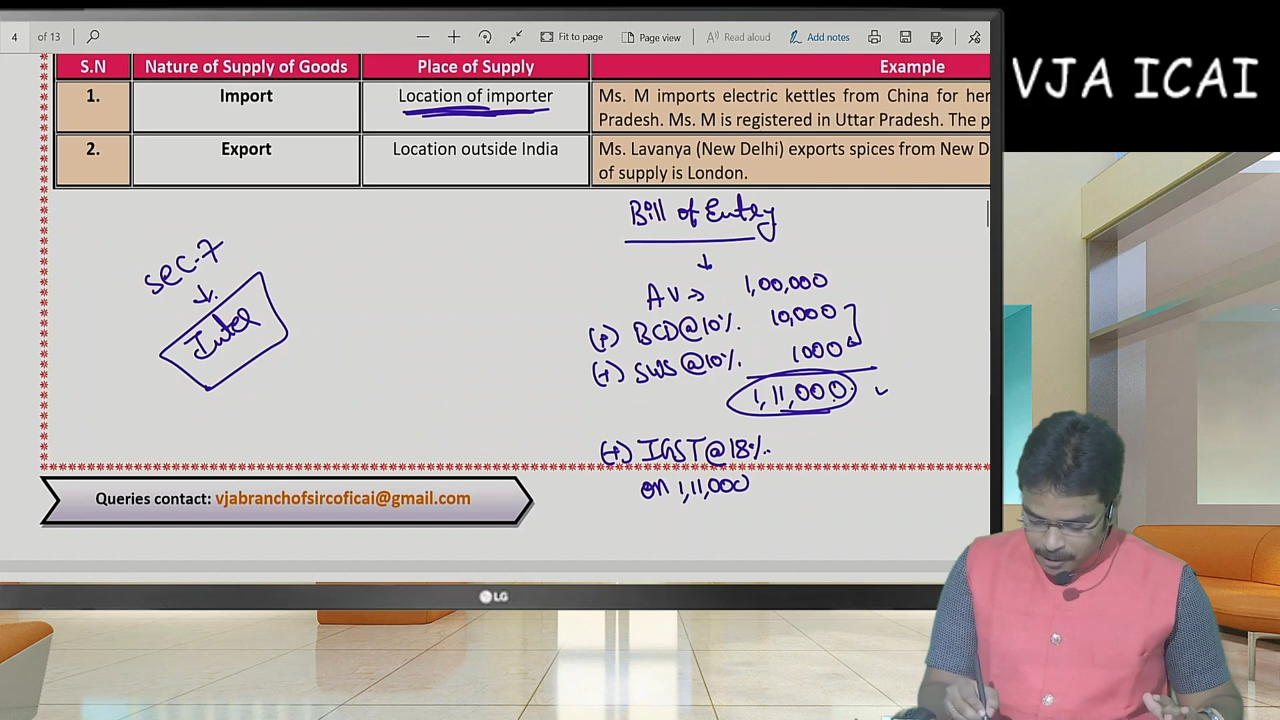 4 of 13 Fit to page Page view Read aloud Add notes
VJA ICAI
S.N Nature of Supply of Goods Place of Supply Example
1. Import Location of importer Ms. M imports electric kettles from China for her
Pradesh. Ms. M is registered in Uttar Pradesh. The p
2. Export Location outside India Ms. Lavanya (New Delhi) exports spices from New D
of supply is London.
Bill of Entry
Sec-7
Inter
AV → 1,00,000
(+) BCD@10% 10,000
(+) SWS@10% 1000
1,11,000
(+) IGST@18%
on 1,11,000
Queries contact: vjabranchofsircoficai@gmail.com
LG